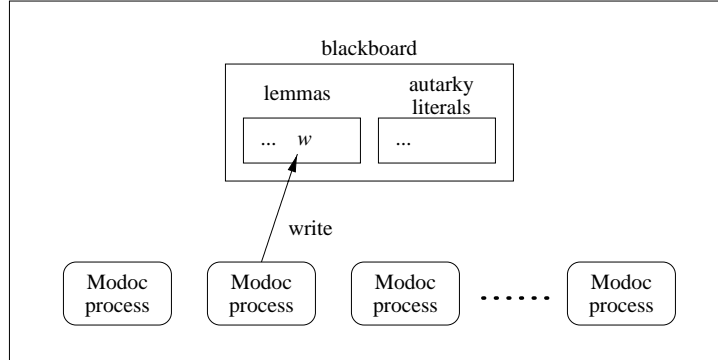 blackboard
lemmas
autarky
literals
... w
...
write
Modoc
process
Modoc
process
Modoc
process
......
Modoc
process